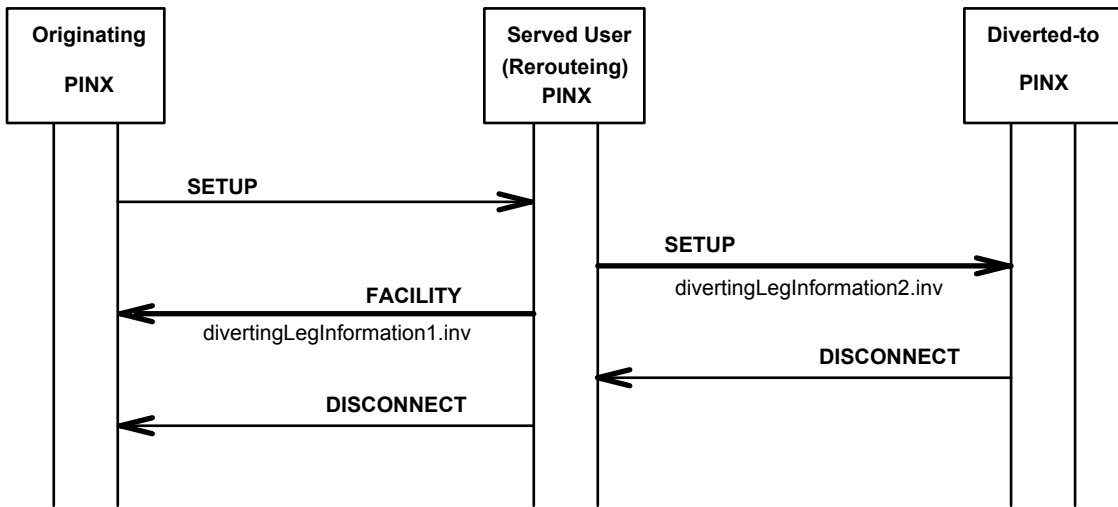 Originating
PINX
Served User
(Rerouteing)
PINX
Diverted-to
PINX
SETUP
SETUP
divertingLegInformation2.inv
FACILITY
divertingLegInformation1.inv
DISCONNECT
DISCONNECT